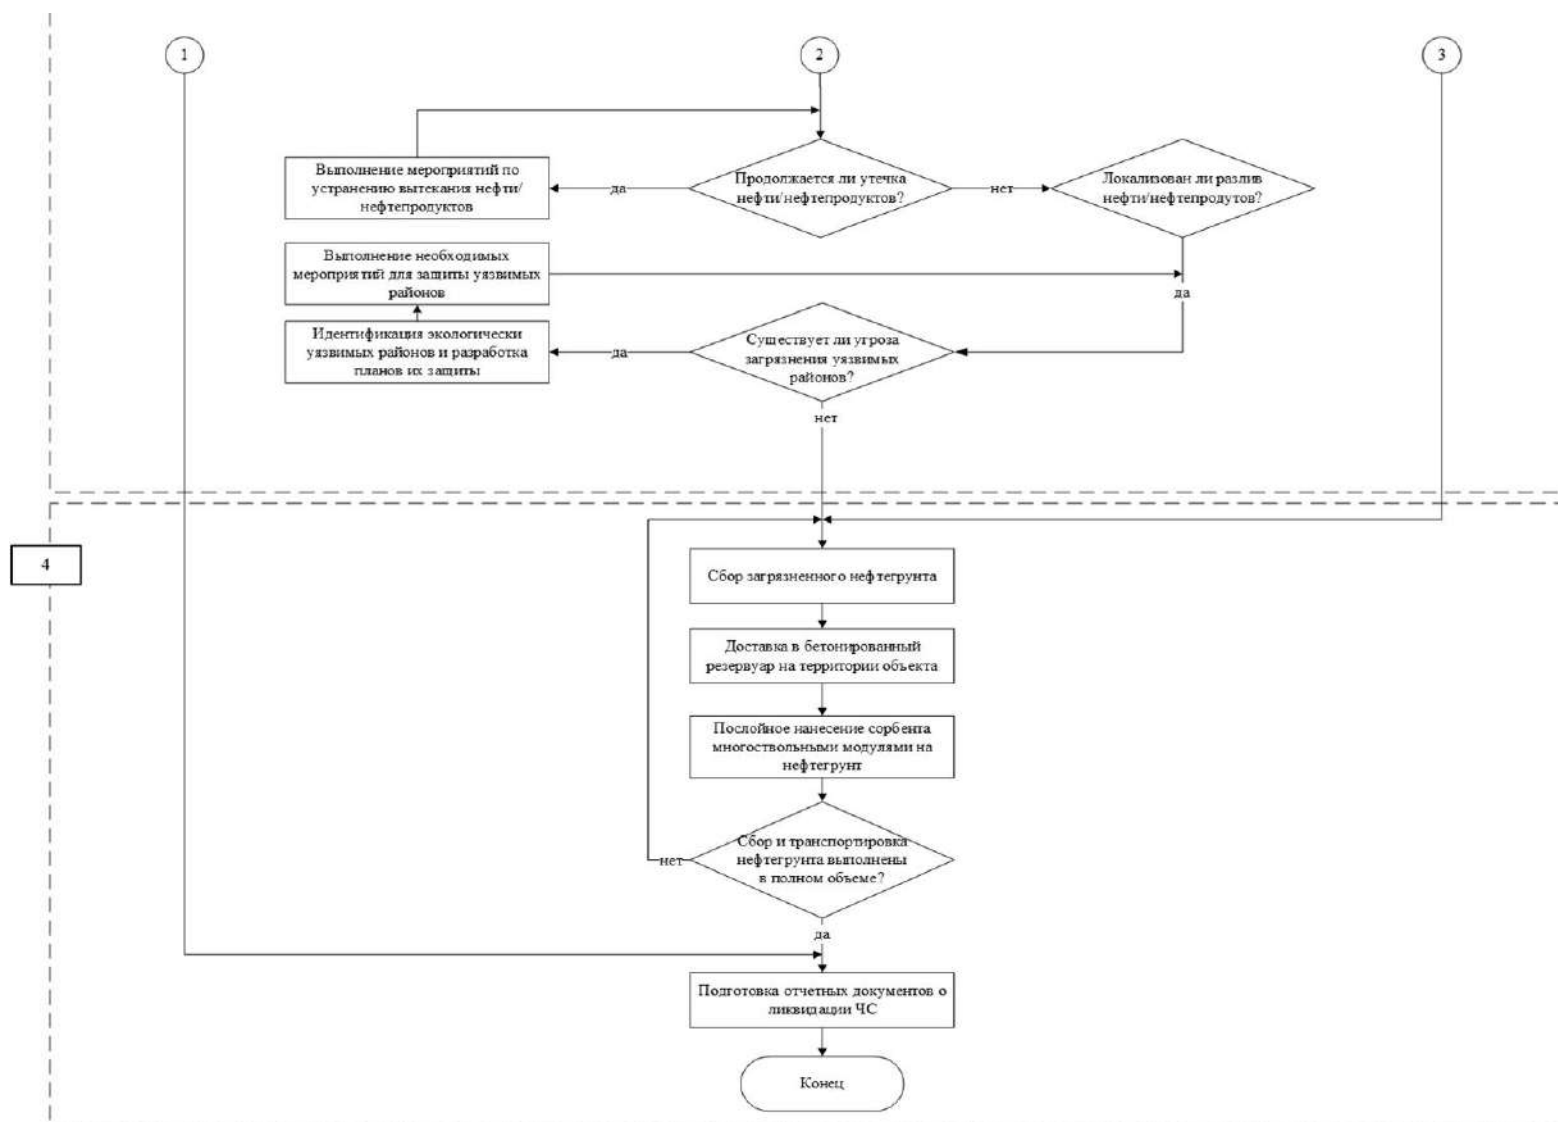 1
2
3
Выполнение мероприятий по
устранению вытекания нефти/
нефтепродуктов
да
Продолжается ли утечка
нефти/нефтепродуктов?
нет
Локализован ли разлив
нефти/нефтепродутов?
Выполнение необходимых
мероприятий для защиты уязвимых
районов
да
Идентификация экологически
уязвимых районов и разработка
планов их защиты
да
Существует ли угроза
загрязнения уязвимых
районов?
нет
4
Сбор загрязненного нефтегрунта
Доставка в бетонированный
резервуар на территории объекта
Послойное нанесение сорбента
многоствольными модулями на
нефтегрунт
Сбор и транспортировка
нефтегрунта выполнены
в полном объеме?
нет
да
Подготовка отчетных документов о
ликвидации ЧС
Конец